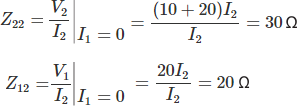 Z₂₂ = V₂/I₂ | I₁ = 0 = (10 + 20)I₂/I₂ = 30 Ω
Z₁₂ = V₁/I₂ | I₁ = 0 = 20I₂/I₂ = 20 Ω